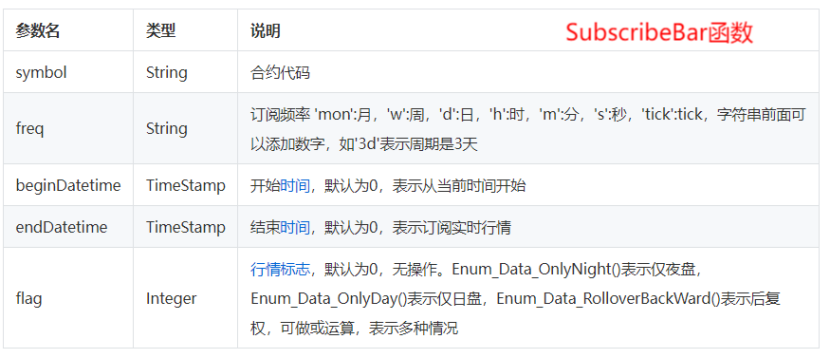 参数名 类型 说明 SubscribeBar函数
symbol String 合约代码
freq String 订阅频率 'mon':月，'w':周，'d':日，'h':时，'m':分，'s':秒，'tick':tick，字符串前面可
以添加数字，如'3d'表示周期是3天
beginDatetime TimeStamp 开始时间，默认为0，表示从当前时间开始
endDatetime TimeStamp 结束时间，默认为0，表示订阅实时行情
flag Integer 行情标志，默认为0，无操作。Enum_Data_OnlyNight()表示仅夜盘，
Enum_Data_OnlyDay()表示仅日盘，Enum_Data_RolloverBackWard()表示后复
权，可做或运算，表示多种情况